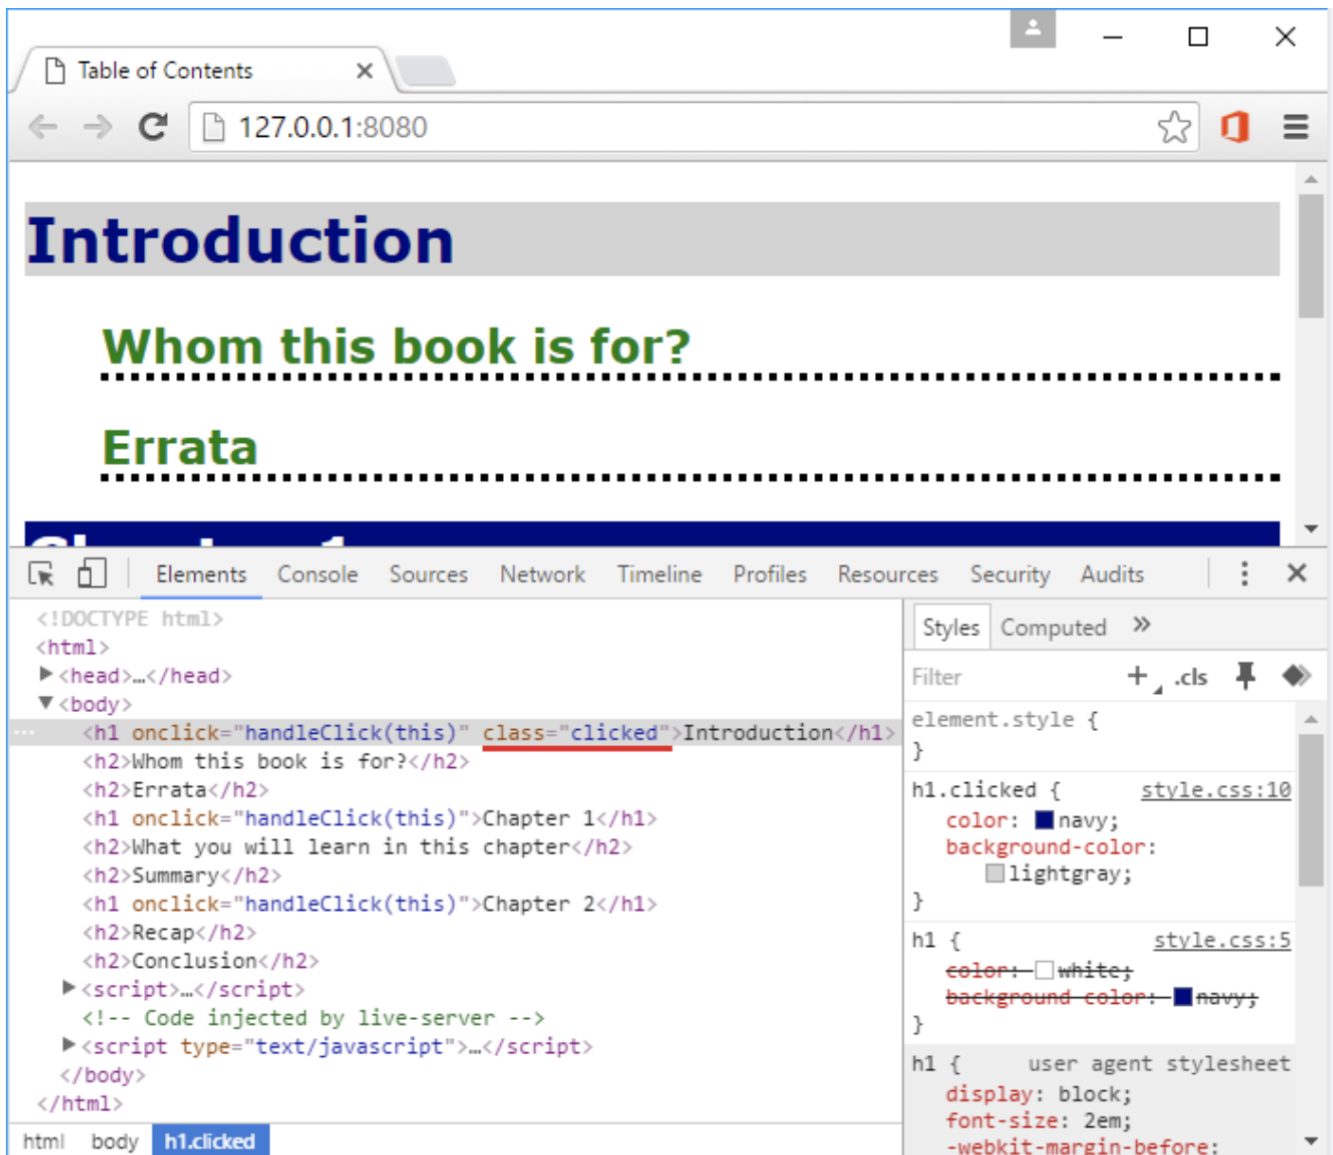 Table of Contents
127.0.0.1:8080
Introduction
Whom this book is for?
Errata
Chapter 1
Elements Console Sources Network Timeline Profiles Resources Security Audits
<!DOCTYPE html>
<html>
<head>…</head>
<body>
<h1 onclick="handleClick(this)" class="clicked">Introduction</h1>
<h2>Whom this book is for?</h2>
<h2>Errata</h2>
<h1 onclick="handleClick(this)">Chapter 1</h1>
<h2>What you will learn in this chapter</h2>
<h2>Summary</h2>
<h1 onclick="handleClick(this)">Chapter 2</h1>
<h2>Recap</h2>
<h2>Conclusion</h2>
<script>…</script>
<!-- Code injected by live-server -->
<script type="text/javascript">…</script>
</body>
</html>
html body h1.clicked
Styles Computed »
Filter + .cls
element.style {
}
h1.clicked { style.css:10
color: navy;
background-color:
lightgray;
}
h1 { style.css:5
color: white;
background-color: navy;
}
h1 { user agent stylesheet
display: block;
font-size: 2em;
-webkit-margin-before: